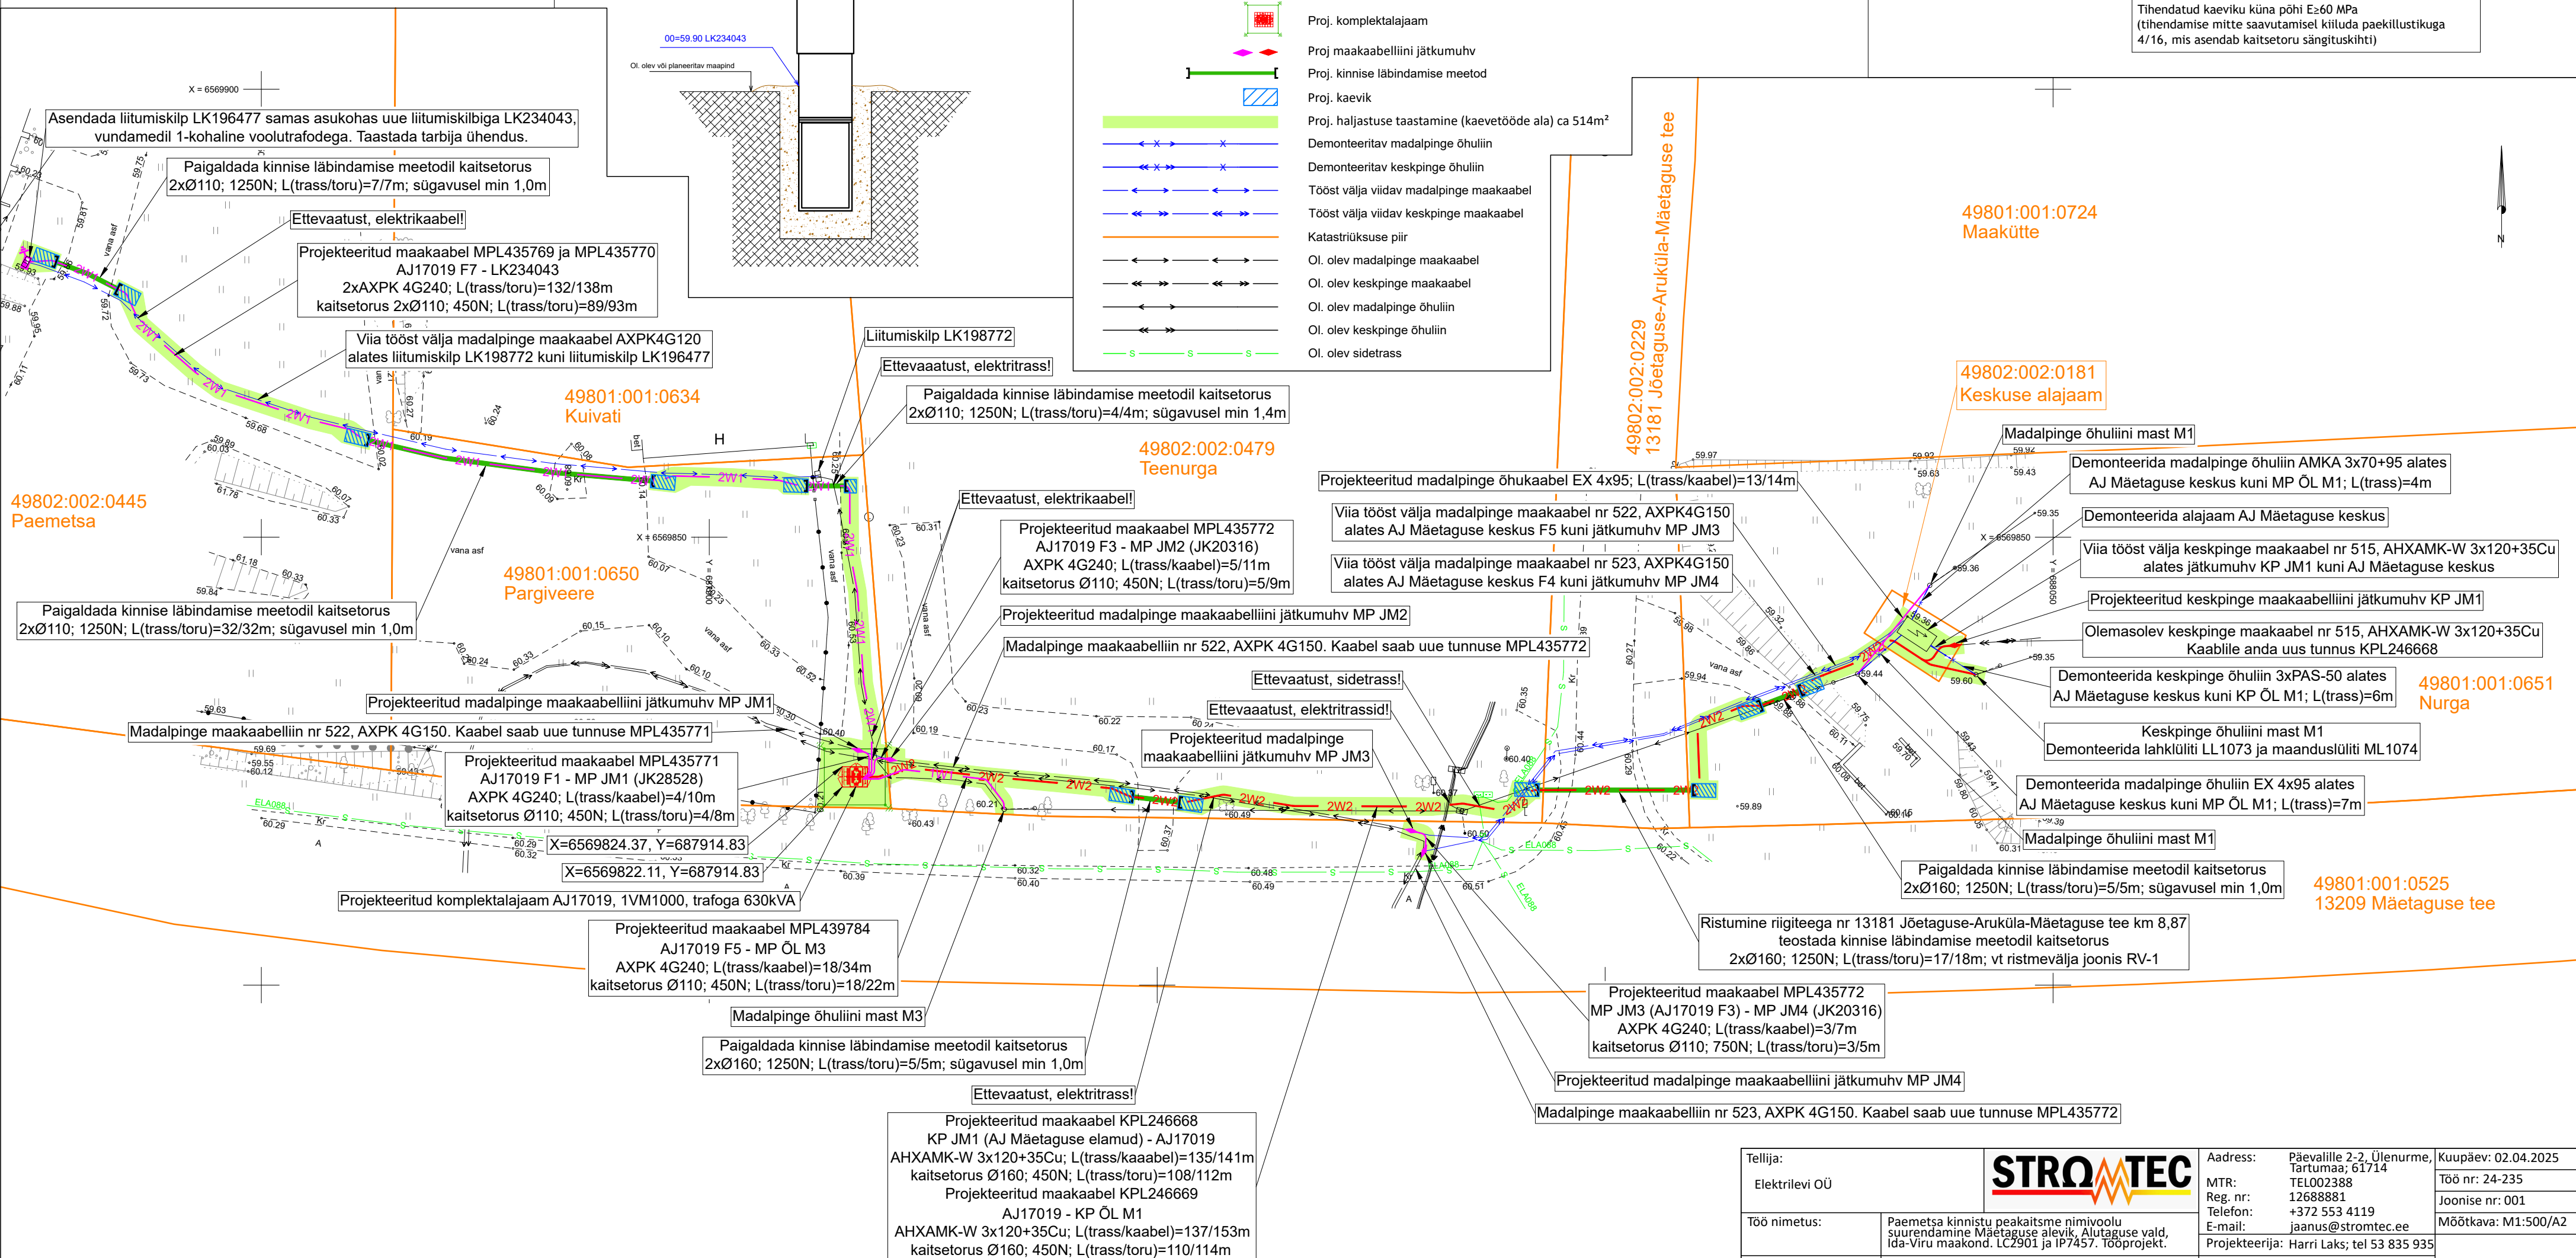 Tihendatud kaeviku küna põhi E≥60 MPa
(tihendamise mitte saavutamisel kiiluda paekillustikuga
4/16, mis asendab kaitsetoru sängituskihti)
00=59.90 LK234043
Ol. olev või planeeritav maapind
Proj. komplektalajaam
Proj maakaabelliini jätkumuhv
Proj. kinnise läbindamise meetod
Proj. kaevik
Proj. haljastuse taastamine (kaevetööde ala) ca 514m²
Demonteeritav madalpinge õhuliin
Demonteeritav keskpinge õhuliin
Tööst välja viidav madalpinge maakaabel
Tööst välja viidav keskpinge maakaabel
Katastriüksuse piir
Ol. olev madalpinge maakaabel
Ol. olev keskpinge maakaabel
Ol. olev madalpinge õhuliin
Ol. olev keskpinge õhuliin
Ol. olev sidetrass
X = 6569900
Asendada liitumiskilp LK196477 samas asukohas uue liitumiskilbiga LK234043,
vundamedil 1-kohaline voolutrafodega. Taastada tarbija ühendus.
Paigaldada kinnise läbindamise meetodil kaitsetorus
2xØ110; 1250N; L(trass/toru)=7/7m; sügavusel min 1,0m
Ettevaatust, elektrikaabel!
Projekteeritud maakaabel MPL435769 ja MPL435770
AJ17019 F7 - LK234043
2xAXPK 4G240; L(trass/toru)=132/138m
kaitsetorus 2xØ110; 450N; L(trass/toru)=89/93m
Viia tööst välja madalpinge maakaabel AXPK4G120
alates liitumiskilp LK198772 kuni liitumiskilp LK196477
Liitumiskilp LK198772
Ettevaaatust, elektritrass!
Paigaldada kinnise läbindamise meetodil kaitsetorus
2xØ110; 1250N; L(trass/toru)=4/4m; sügavusel min 1,4m
49801:001:0634
Kuivati
49802:002:0479
Teenurga
49802:002:0229
13181 Jõetaguse-Aruküla-Mäetaguse tee
49801:001:0724
Maakütte
N
49802:002:0181
Keskuse alajaam
49802:002:0445
Paemetsa
49801:001:0650
Pargiveere
H
X = 6569850
Ettevaatust, elektrikaabel!
Projekteeritud maakaabel MPL435772
AJ17019 F3 - MP JM2 (JK20316)
AXPK 4G240; L(trass/kaabel)=5/11m
kaitsetorus Ø110; 450N; L(trass/toru)=5/9m
Projekteeritud madalpinge maakaabelliini jätkumuhv MP JM2
Madalpinge maakaabelliin nr 522, AXPK 4G150. Kaabel saab uue tunnuse MPL435772
Ettevaatust, sidetrass!
Ettevaaatust, elektritrassid!
Projekteeritud madalpinge
maakaabelliini jätkumuhv MP JM3
Projekteeritud madalpinge õhukaabel EX 4x95; L(trass/kaabel)=13/14m
Viia tööst välja madalpinge maakaabel nr 522, AXPK4G150
alates AJ Mäetaguse keskus F5 kuni jätkumuhv MP JM3
Viia tööst välja madalpinge maakaabel nr 523, AXPK4G150
alates AJ Mäetaguse keskus F4 kuni jätkumuhv MP JM4
Madalpinge õhuliini mast M1
Demonteerida madalpinge õhuliin AMKA 3x70+95 alates
AJ Mäetaguse keskus kuni MP ÕL M1; L(trass)=4m
Demonteerida alajaam AJ Mäetaguse keskus
X = 6569850
Y = 688050
Viia tööst välja keskpinge maakaabel nr 515, AHXAMK-W 3x120+35Cu
alates jätkumuhv KP JM1 kuni AJ Mäetaguse keskus
Projekteeritud keskpinge maakaabelliini jätkumuhv KP JM1
Olemasolev keskpinge maakaabel nr 515, AHXAMK-W 3x120+35Cu
Kaablile anda uus tunnus KPL246668
Demonteerida keskpinge õhuliin 3xPAS-50 alates
AJ Mäetaguse keskus kuni KP ÕL M1; L(trass)=6m
49801:001:0651
Nurga
Keskpinge õhuliini mast M1
Demonteerida lahklüliti LL1073 ja maanduslüliti ML1074
Demonteerida madalpinge õhuliin EX 4x95 alates
AJ Mäetaguse keskus kuni MP ÕL M1; L(trass)=7m
Madalpinge õhuliini mast M1
Paigaldada kinnise läbindamise meetodil kaitsetorus
2xØ160; 1250N; L(trass/toru)=5/5m; sügavusel min 1,0m
49801:001:0525
13209 Mäetaguse tee
Ristumine riigiteega nr 13181 Jõetaguse-Aruküla-Mäetaguse tee km 8,87
teostada kinnise läbindamise meetodil kaitsetorus
2xØ160; 1250N; L(trass/toru)=17/18m; vt ristmevälja joonis RV-1
Paigaldada kinnise läbindamise meetodil kaitsetorus
2xØ110; 1250N; L(trass/toru)=32/32m; sügavusel min 1,0m
Projekteeritud madalpinge maakaabelliini jätkumuhv MP JM1
Madalpinge maakaabelliin nr 522, AXPK 4G150. Kaabel saab uue tunnuse MPL435771
Projekteeritud maakaabel MPL435771
AJ17019 F1 - MP JM1 (JK28528)
AXPK 4G240; L(trass/kaabel)=4/10m
kaitsetorus Ø110; 450N; L(trass/toru)=4/8m
X=6569824.37, Y=687914.83
X=6569822.11, Y=687914.83
Projekteeritud komplektalajaam AJ17019, 1VM1000, trafoga 630kVA
Projekteeritud maakaabel MPL439784
AJ17019 F5 - MP ÕL M3
AXPK 4G240; L(trass/kaabel)=18/34m
kaitsetorus Ø110; 450N; L(trass/toru)=18/22m
Madalpinge õhuliini mast M3
Paigaldada kinnise läbindamise meetodil kaitsetorus
2xØ160; 1250N; L(trass/toru)=5/5m; sügavusel min 1,0m
Ettevaatust, elektritrass!
Projekteeritud maakaabel KPL246668
KP JM1 (AJ Mäetaguse elamud) - AJ17019
AHXAMK-W 3x120+35Cu; L(trass/kaaabel)=135/141m
kaitsetorus Ø160; 450N; L(trass/toru)=108/112m
Projekteeritud maakaabel KPL246669
AJ17019 - KP ÕL M1
AHXAMK-W 3x120+35Cu; L(trass/kaabel)=137/153m
kaitsetorus Ø160; 450N; L(trass/toru)=110/114m
Projekteeritud maakaabel MPL435772
MP JM3 (AJ17019 F3) - MP JM4 (JK20316)
AXPK 4G240; L(trass/kaabel)=3/7m
kaitsetorus Ø110; 750N; L(trass/toru)=3/5m
Projekteeritud madalpinge maakaabelliini jätkumuhv MP JM4
Madalpinge maakaabelliin nr 523, AXPK 4G150. Kaabel saab uue tunnuse MPL435772
Tellija:
Elektrilevi OÜ
STROMTEC
Aadress: Päevalille 2-2, Ülenurme,
Tartumaa; 61714
MTR: TEL002388
Reg. nr: 12688881
Telefon: +372 553 4119
E-mail: jaanus@stromtec.ee
Projekteerija: Harri Laks; tel 53 835 935
Kuupäev: 02.04.2025
Töö nr: 24-235
Joonise nr: 001
Mõõtkava: M1:500/A2
Töö nimetus:
Paemetsa kinnistu peakaitsme nimivoolu
suurendamine Mäetaguse alevik, Alutaguse vald,
Ida-Viru maakond. LC2901 ja IP7457. Tööprojekt.